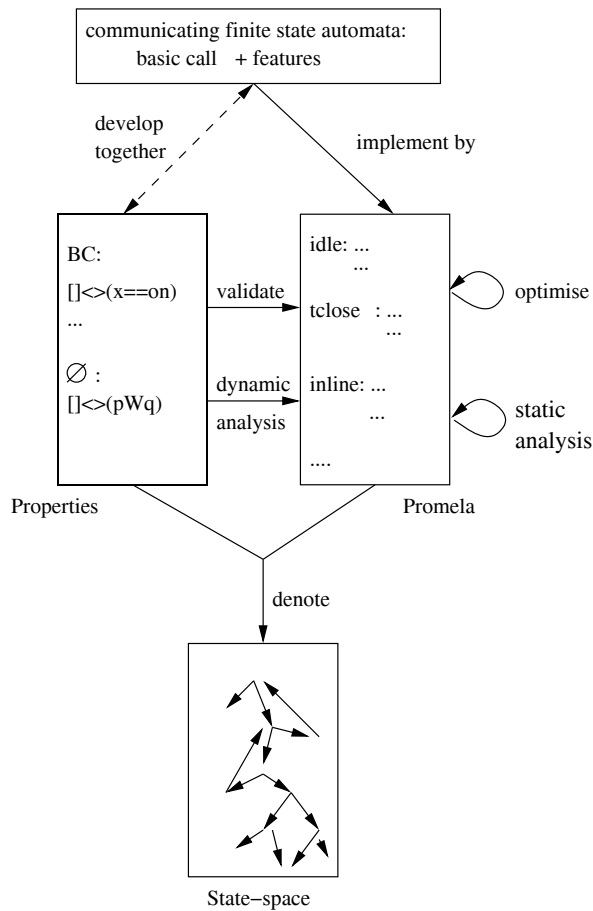 communicating finite state automata:
basic call + features
develop
together
implement by
BC:
[]<>(x==on)
...
∅ :
[]<>(pWq)
validate
dynamic
analysis
idle: ...
...
tclose : ...
...
inline: ...
...
....
optimise
static
analysis
Properties
Promela
denote
State−space